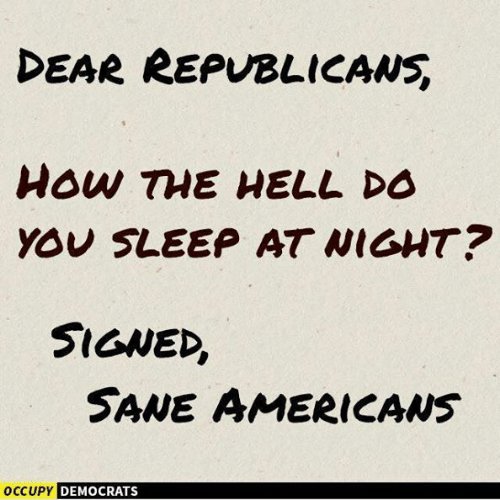 DEAR REPUBLICANS,
HOW THE HELL DO
YOU SLEEP AT NIGHT?
SIGNED,
SANE AMERICANS
OCCUPY DEMOCRATS